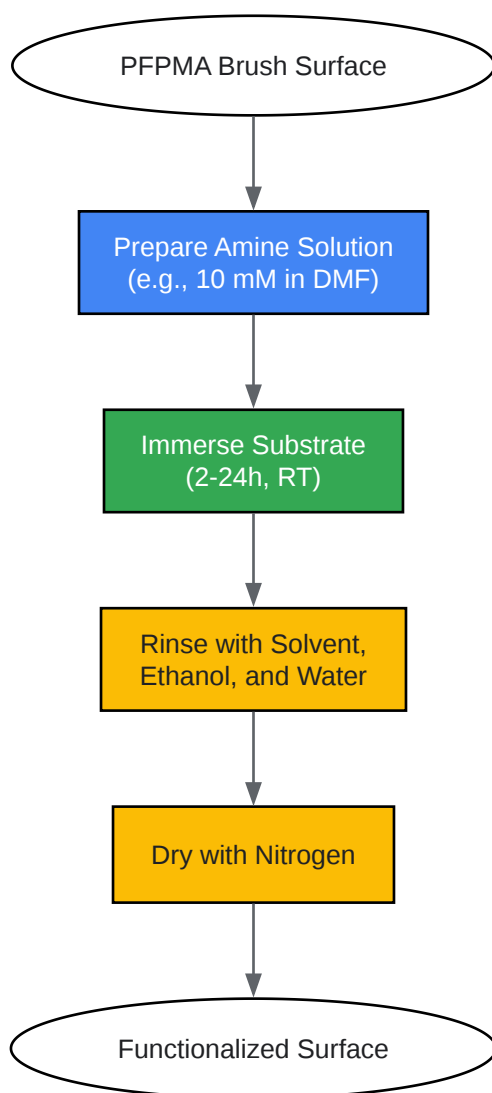 PFPMA Brush Surface
Prepare Amine Solution
(e.g., 10 mM in DMF)
Immerse Substrate
(2-24h, RT)
Rinse with Solvent,
Ethanol, and Water
Dry with Nitrogen
Functionalized Surface